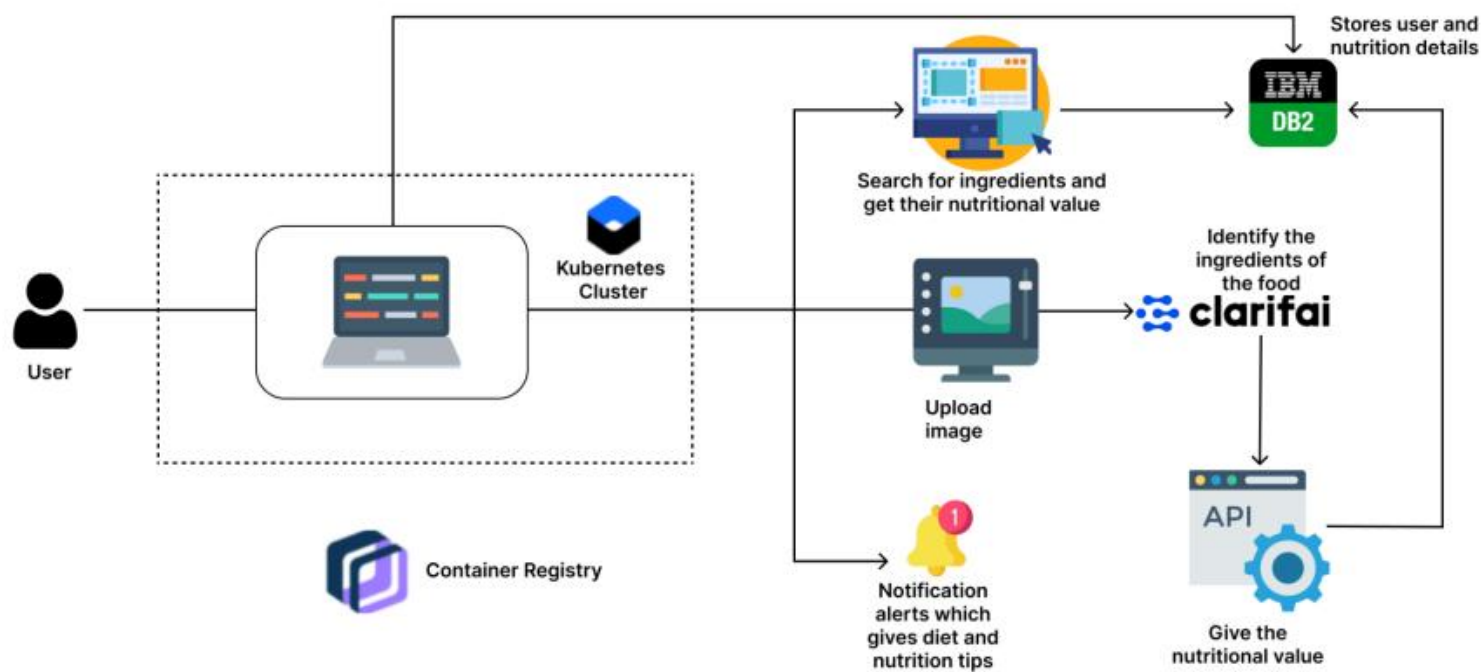 Stores user and
nutrition details
IBM
DB2
Search for ingredients and
get their nutritional value
Kubernetes
Cluster
Identify the
ingredients of
the food
clarifai
User
Upload
image
API
1
Container Registry
Notification
alerts which
gives diet and
nutrition tips
Give the
nutritional value